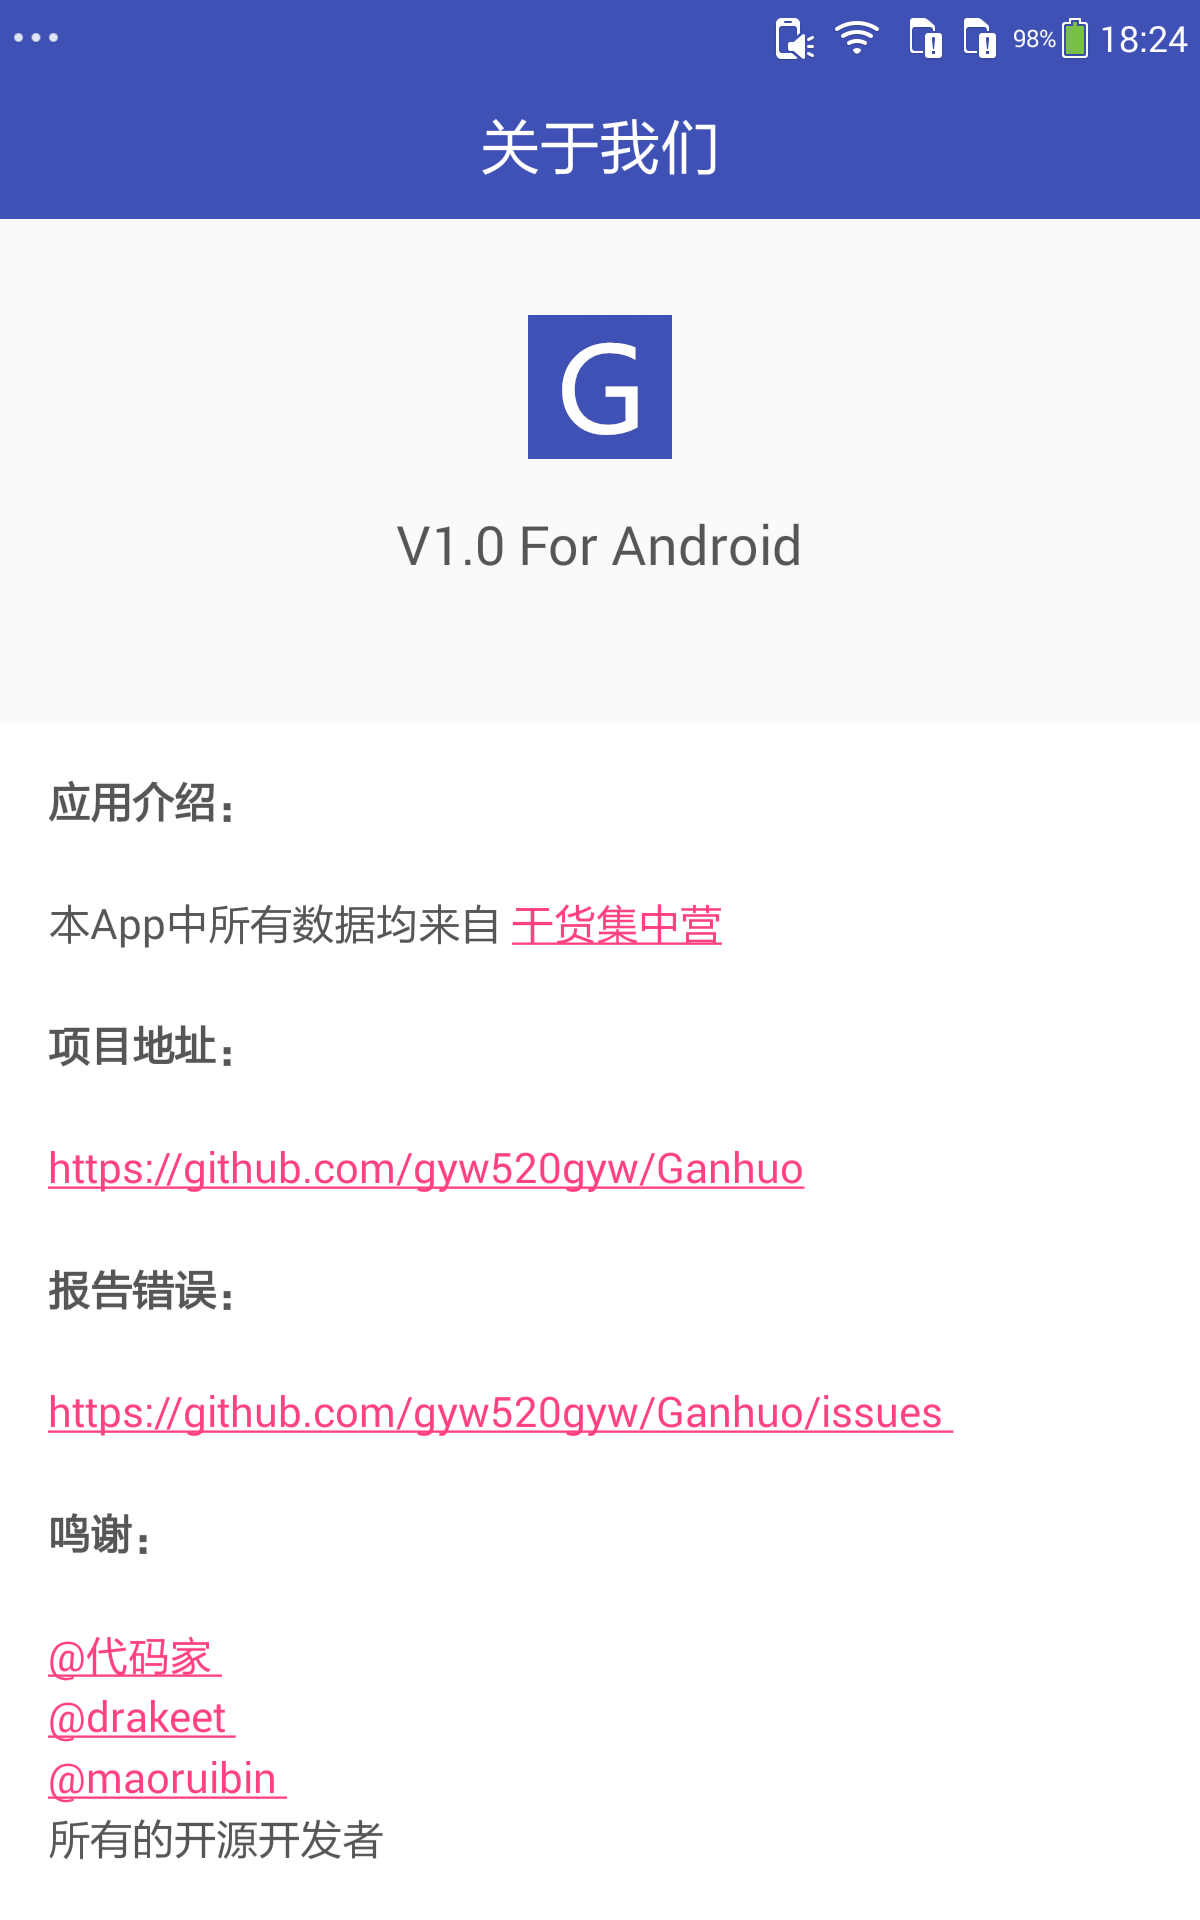 98% 18:24
关于我们
G
V1.0 For Android
应用介绍：
本App中所有数据均来自 干货集中营
项目地址：
https://github.com/gyw520gyw/Ganhuo
报告错误：
https://github.com/gyw520gyw/Ganhuo/issues
鸣谢：
@代码家
@drakeet
@maoruibin
所有的开源开发者